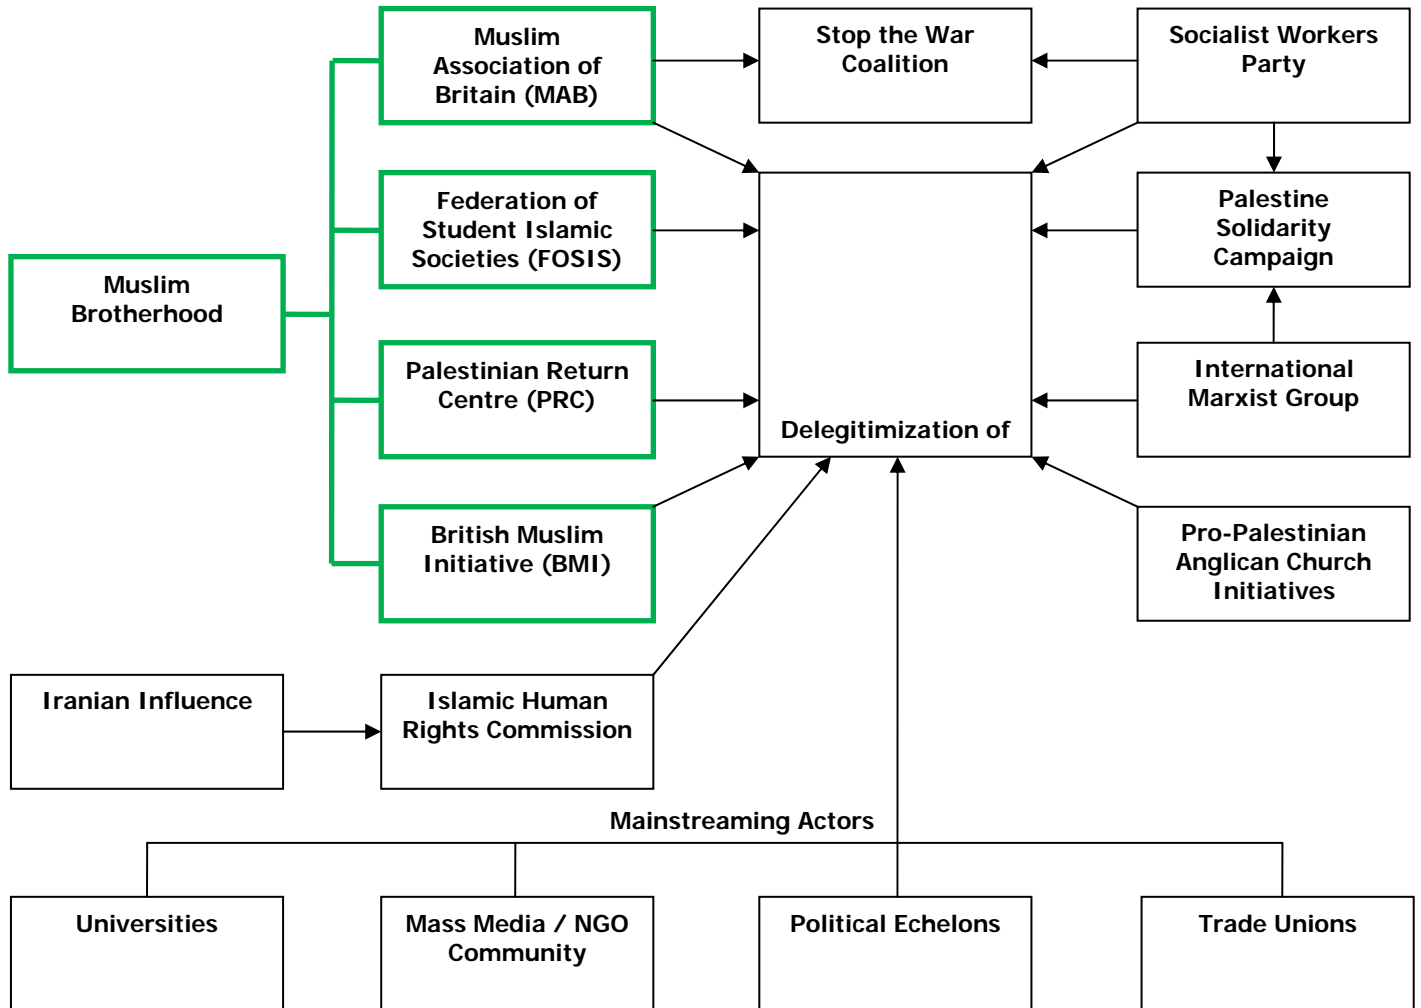 Muslim
Association of
Britain (MAB)
Stop the War
Coalition
Socialist Workers
Party
Federation of
Student Islamic
Societies (FOSIS)
Palestine
Solidarity
Campaign
Muslim
Brotherhood
Palestinian Return
Centre (PRC)
Delegitimization of
International
Marxist Group
British Muslim
Initiative (BMI)
Pro-Palestinian
Anglican Church
Initiatives
Iranian Influence
Islamic Human
Rights Commission
Mainstreaming Actors
Universities
Mass Media / NGO
Community
Political Echelons
Trade Unions